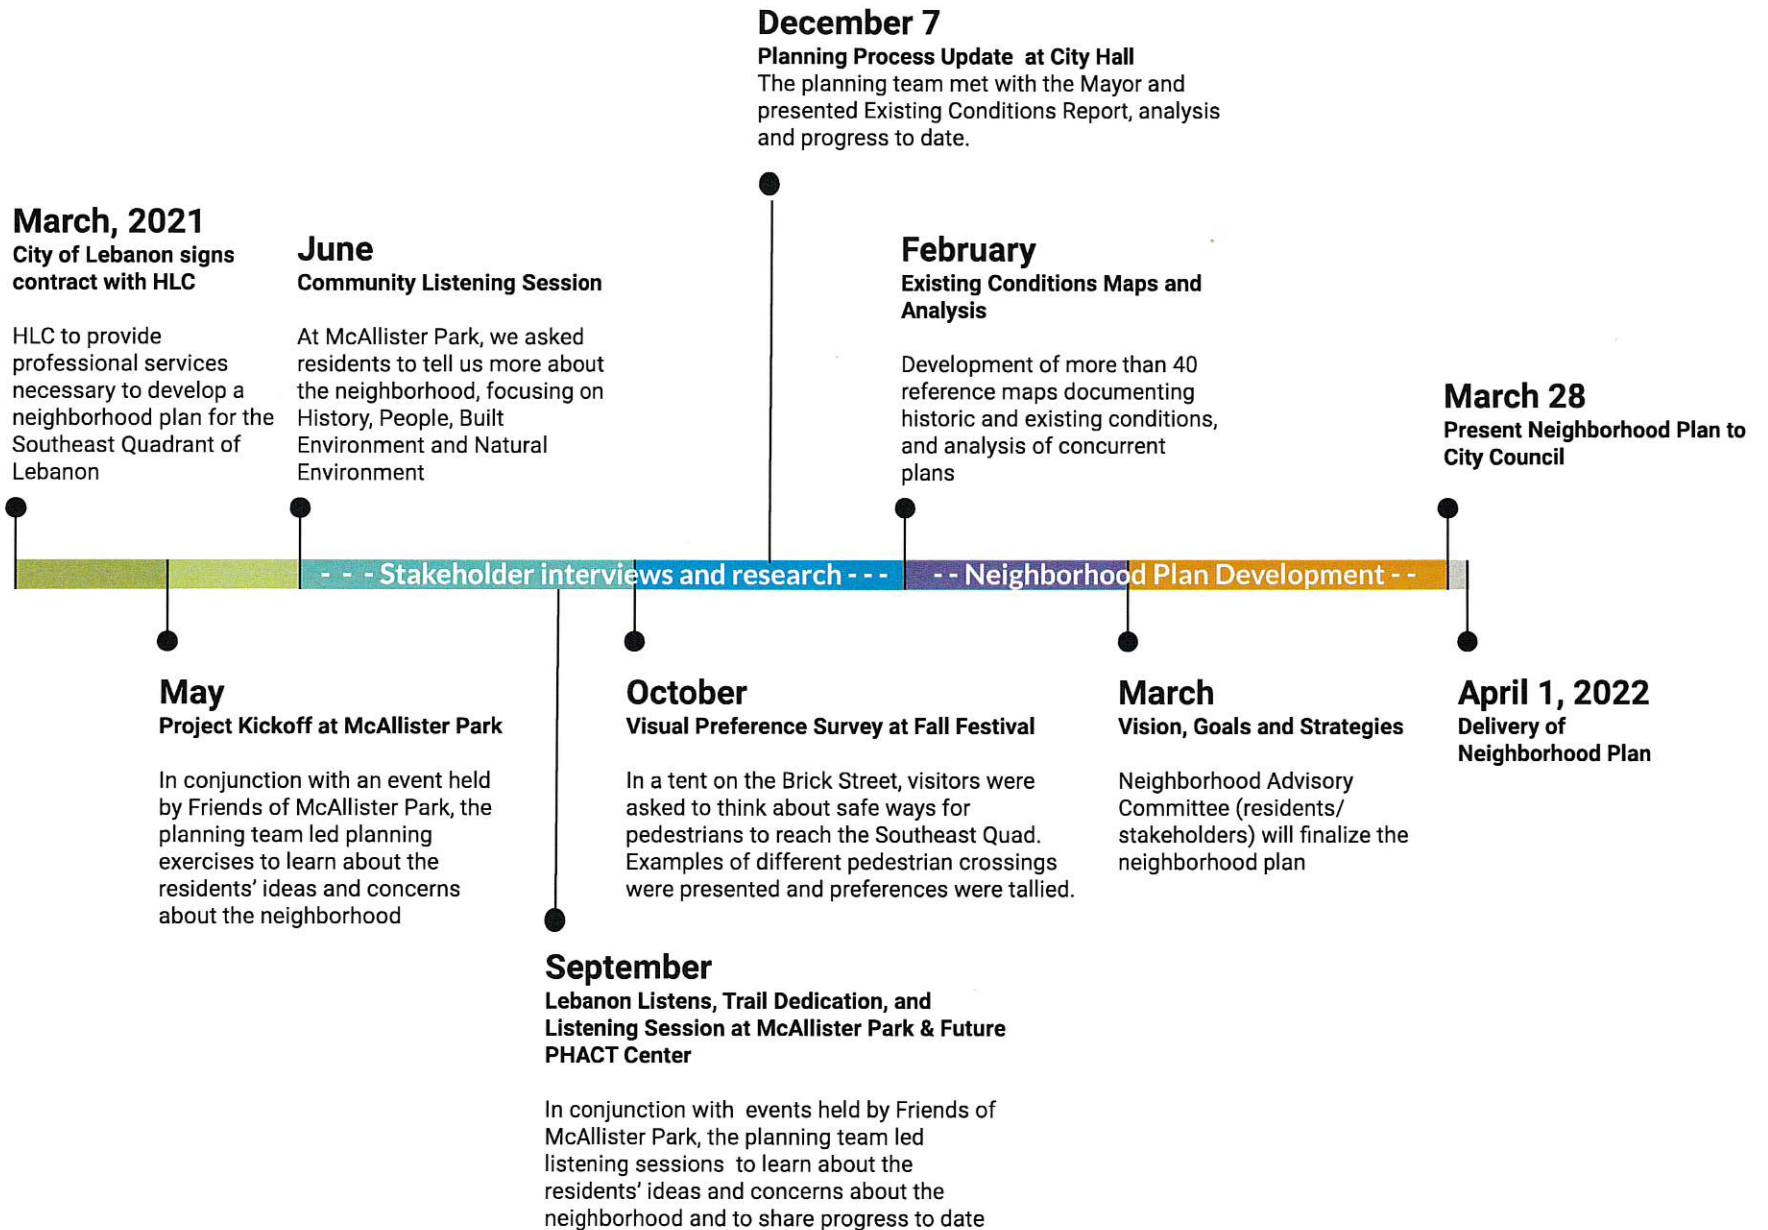 December 7
Planning Process Update at City Hall
The planning team met with the Mayor and
presented Existing Conditions Report, analysis
and progress to date.
March, 2021
City of Lebanon signs
contract with HLC
HLC to provide
professional services
necessary to develop a
neighborhood plan for the
Southeast Quadrant of
Lebanon
June
Community Listening Session
At McAllister Park, we asked
residents to tell us more about
the neighborhood, focusing on
History, People, Built
Environment and Natural
Environment
February
Existing Conditions Maps and
Analysis
Development of more than 40
reference maps documenting
historic and existing conditions,
and analysis of concurrent
plans
March 28
Present Neighborhood Plan to
City Council
- - - Stakeholder interviews and research - - -
- - Neighborhood Plan Development - -
May
Project Kickoff at McAllister Park
In conjunction with an event held
by Friends of McAllister Park, the
planning team led planning
exercises to learn about the
residents' ideas and concerns
about the neighborhood
October
Visual Preference Survey at Fall Festival
In a tent on the Brick Street, visitors were
asked to think about safe ways for
pedestrians to reach the Southeast Quad.
Examples of different pedestrian crossings
were presented and preferences were tallied.
March
Vision, Goals and Strategies
Neighborhood Advisory
Committee (residents/
stakeholders) will finalize the
neighborhood plan
April 1, 2022
Delivery of
Neighborhood Plan
September
Lebanon Listens, Trail Dedication, and
Listening Session at McAllister Park & Future
PHACT Center
In conjunction with events held by Friends of
McAllister Park, the planning team led
listening sessions to learn about the
residents' ideas and concerns about the
neighborhood and to share progress to date